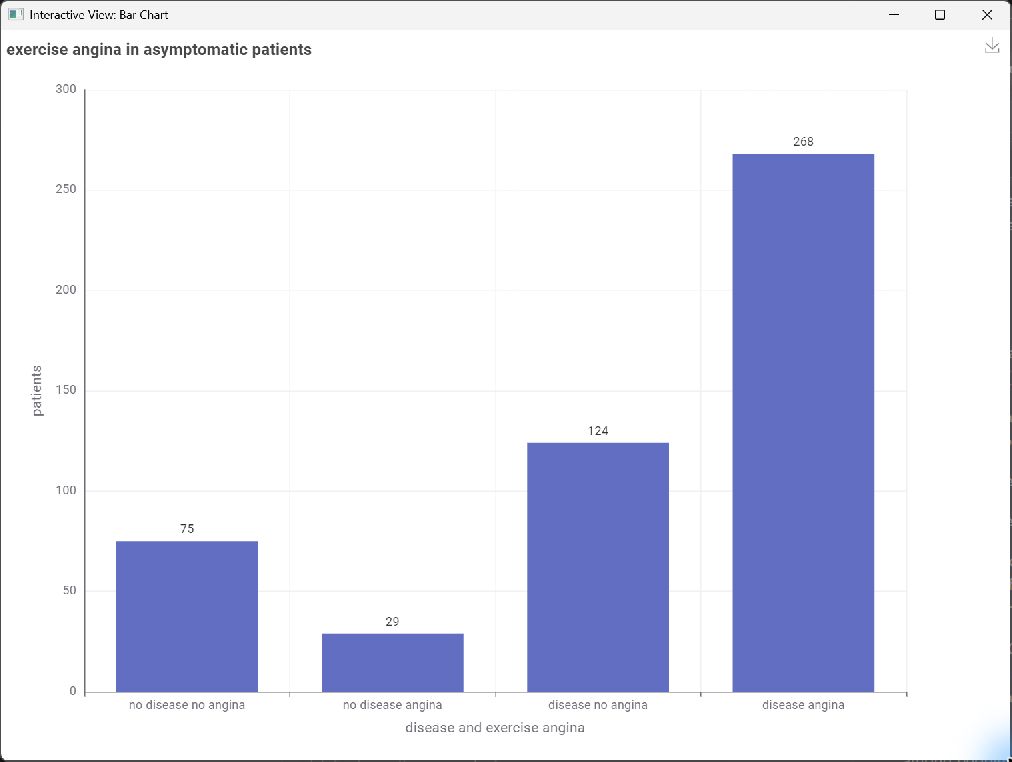 Interactive View: Bar Chart
exercise angina in asymptomatic patients
300
268
250
200
patients
150
124
100
75
50
29
0
no disease no angina no disease angina disease no angina disease angina
disease and exercise angina